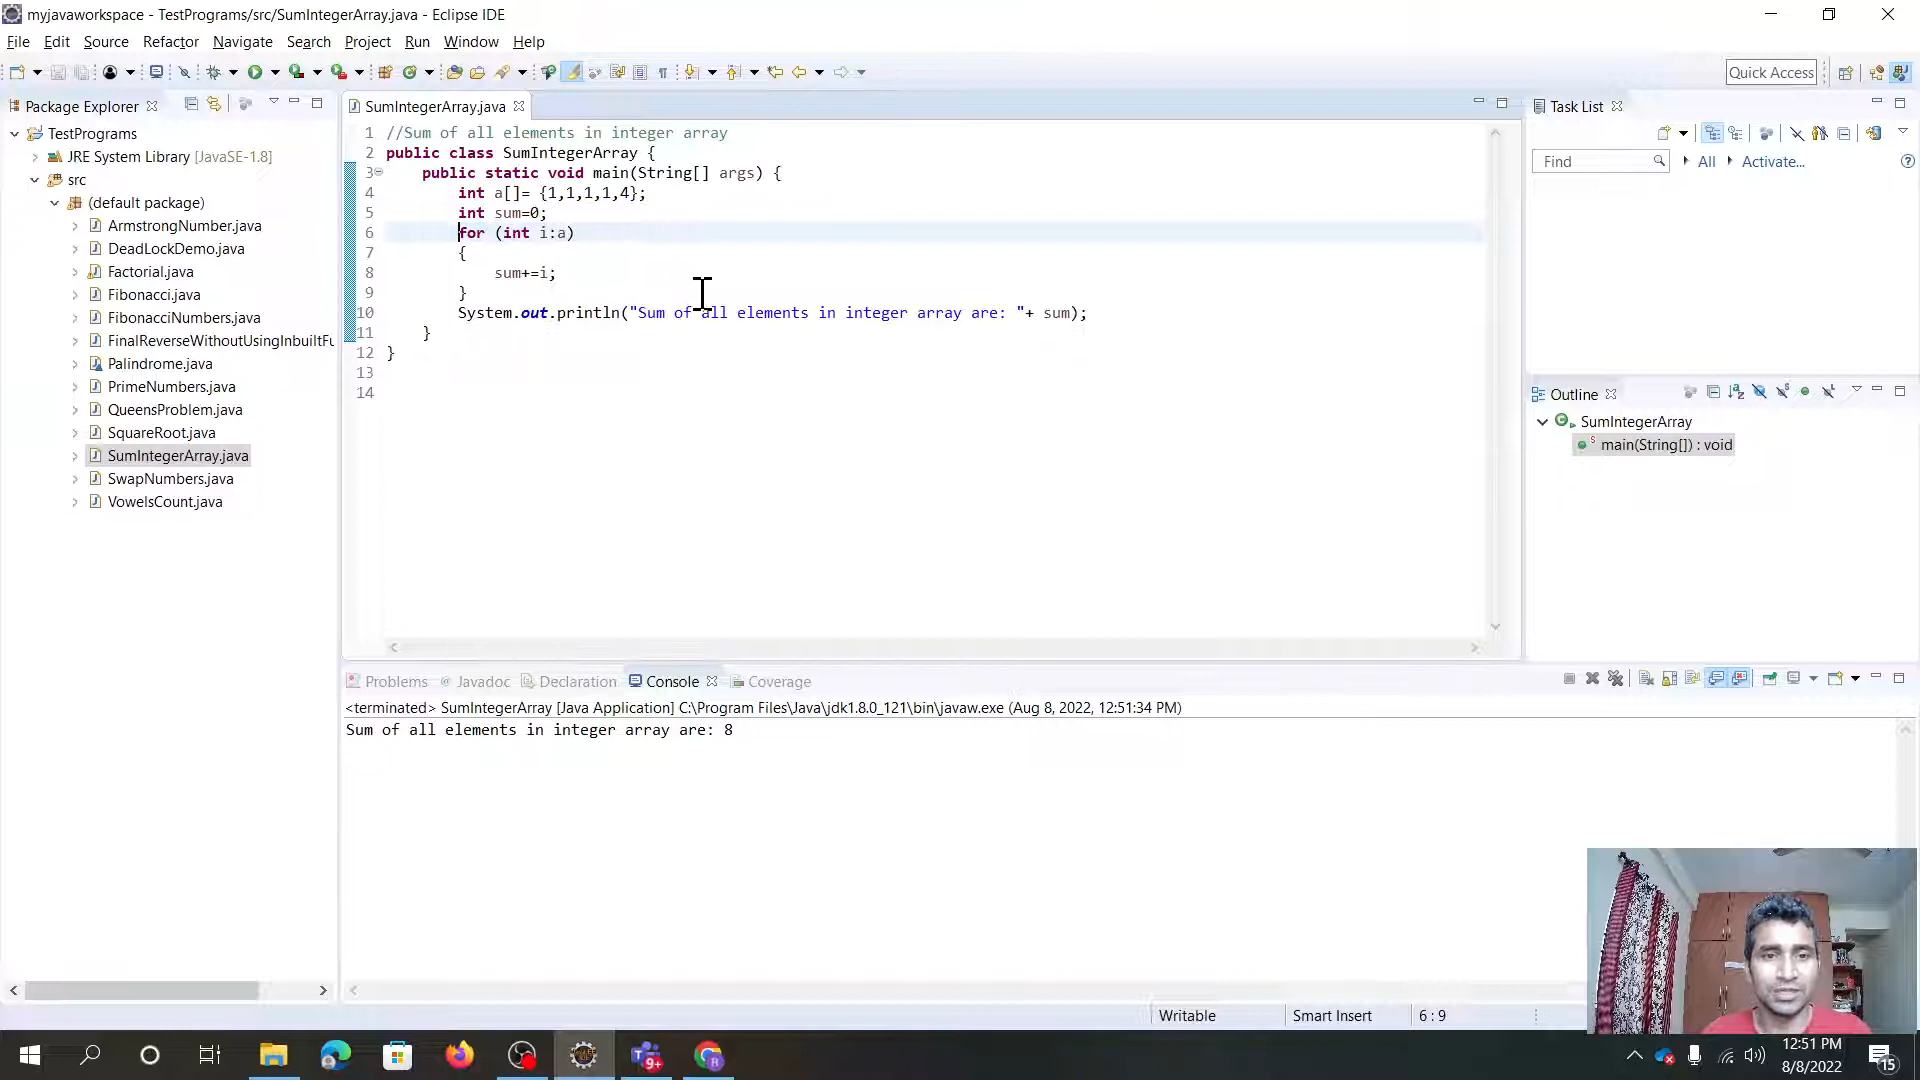 myjavaworkspace - TestPrograms/src/SumIntegerArray.java - Eclipse IDE
File Edit Source Refactor Navigate Search Project Run Window Help
Quick Access
Package Explorer
TestPrograms
JRE System Library [JavaSE-1.8]
src
(default package)
ArmstrongNumber.java
DeadLockDemo.java
Factorial.java
Fibonacci.java
FibonacciNumbers.java
FinalReverseWithoutUsingInbuiltFu
Palindrome.java
PrimeNumbers.java
QueensProblem.java
SquareRoot.java
SumIntegerArray.java
SwapNumbers.java
VowelsCount.java
SumIntegerArray.java
1 //Sum of all elements in integer array
2 public class SumIntegerArray {
3 public static void main(String[] args) {
4 int a[]= {1,1,1,1,4};
5 int sum=0;
6 for (int i:a)
7 {
8 sum+=i;
9 }
10 System.out.println("Sum of all elements in integer array are: "+ sum);
11 }
12 }
13
14
Task List
Find All Activate...
Outline
SumIntegerArray
main(String[]) : void
Problems Javadoc Declaration Console Coverage
<terminated> SumIntegerArray [Java Application] C:\Program Files\Java\jdk1.8.0_121\bin\javaw.exe (Aug 8, 2022, 12:51:34 PM)
Sum of all elements in integer array are: 8
Writable Smart Insert 6 : 9
9+
R
12:51 PM
8/8/2022
15